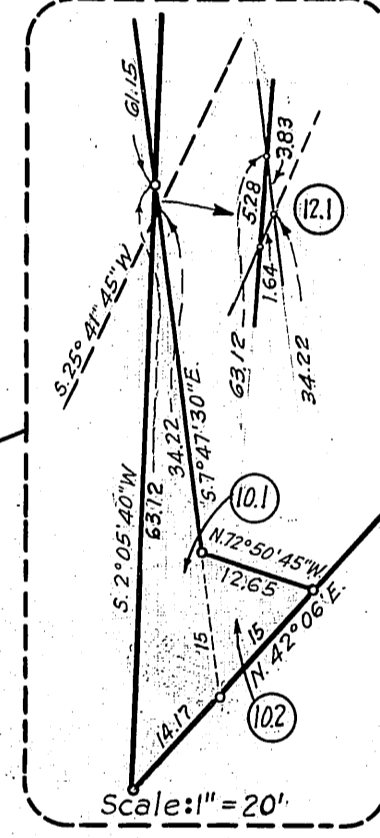 61.15
3.83
5.28
12.1
1.64
S.25° 41' 45" W
63.12
34.22
S.2°05'40"W
63.12
34.22
S.7°47'30"E.
10.1
N.72°50'45"W.
12.65
15
15
N.42°06'E.
10.2
14.17
Scale:1"=20'